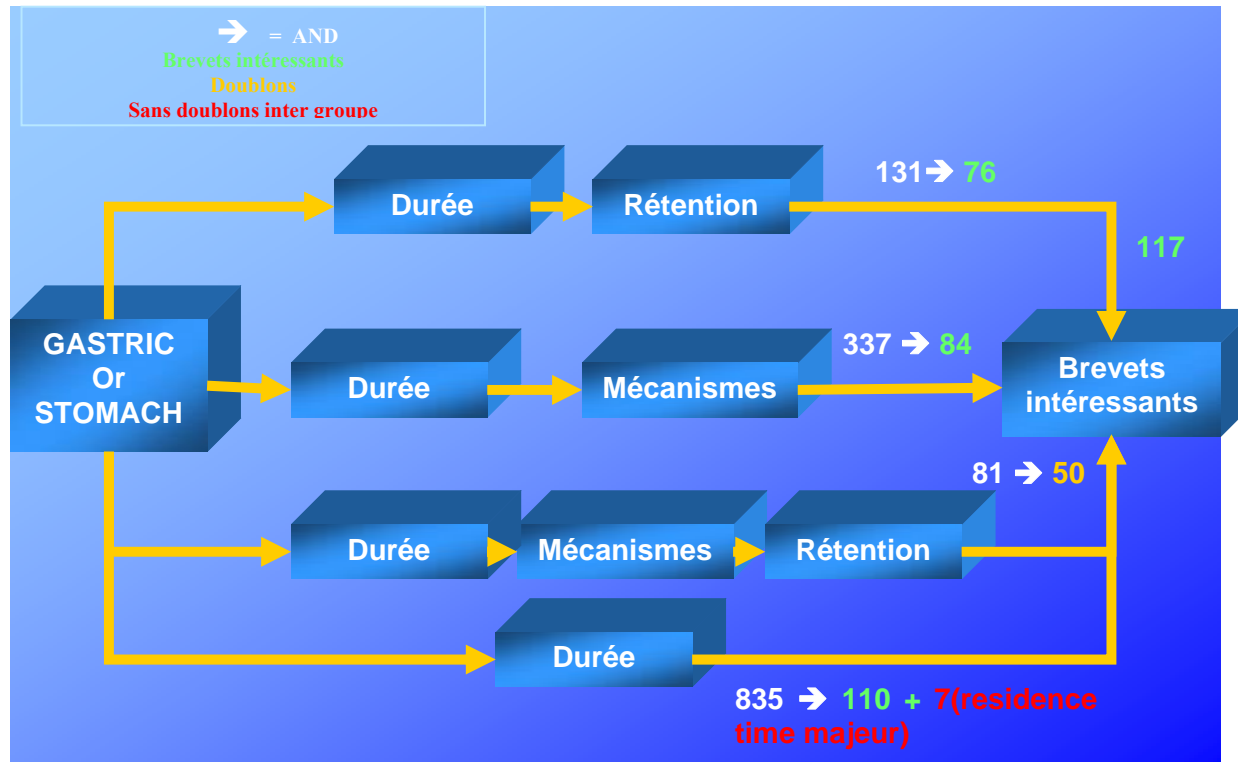 ➔ = AND
Brevets intéressants
Doublons
Sans doublons inter groupe
131➔ 76
Durée
Rétention
117
GASTRIC
Or
STOMACH
337 ➔ 84
Durée
Mécanismes
Brevets
intéressants
81 ➔ 50
Durée
Mécanismes
Rétention
Durée
835 ➔ 110 + 7(residence
time majeur)